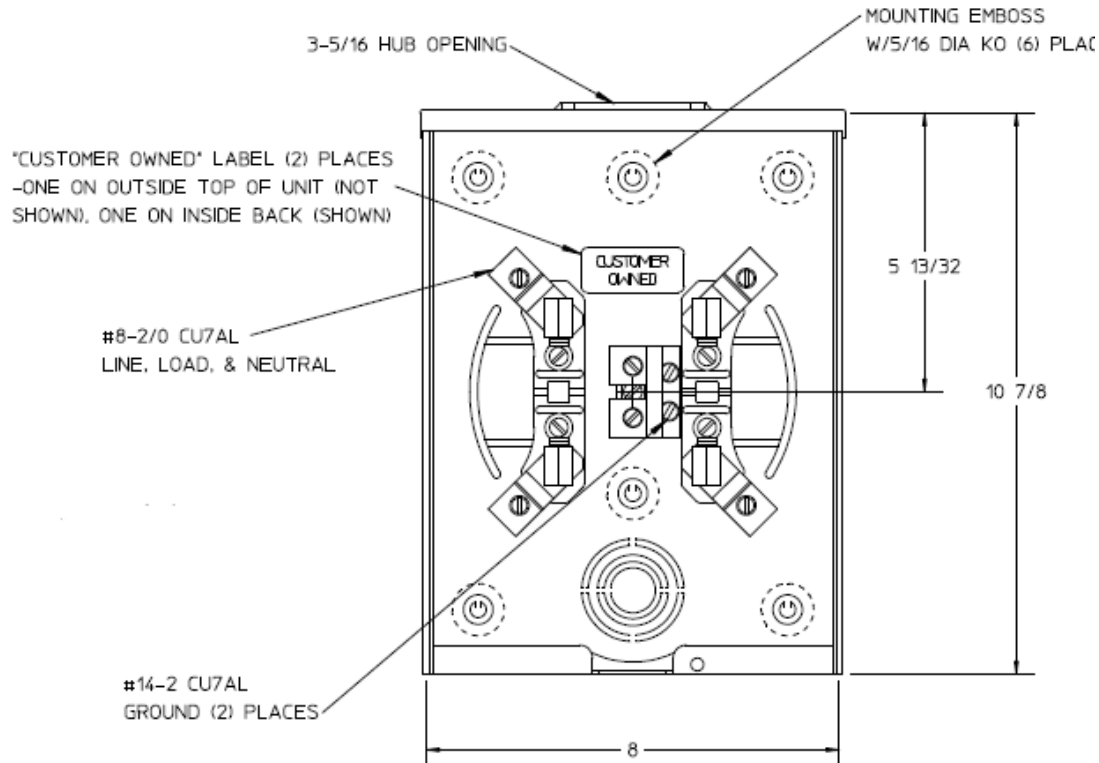 3-5/16 HUB OPENING
MOUNTING EMBOSS
W/5/16 DIA KO (6) PLAC
"CUSTOMER OWNED" LABEL (2) PLACES
-ONE ON OUTSIDE TOP OF UNIT (NOT
SHOWN), ONE ON INSIDE BACK (SHOWN)
CUSTOMER
OWNED
5 13/32
#8-2/0 CU7AL
LINE, LOAD, & NEUTRAL
10 7/8
#14-2 CU7AL
GROUND (2) PLACES
8